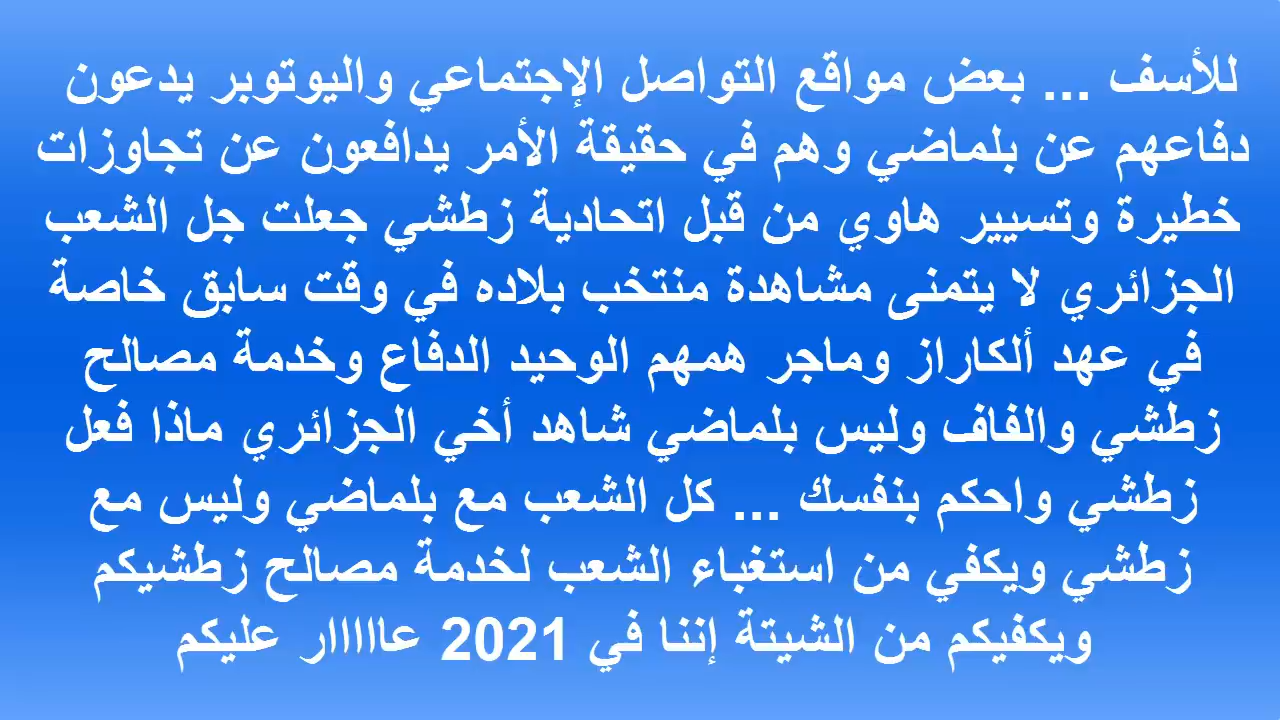 للأسف ... بعض مواقع التواصل الإجتماعي واليوتوبر يدعون
دفاعهم عن بلماضي وهم في حقيقة الأمر يدافعون عن تجاوزات
خطيرة وتسيير هاوي من قبل اتحادية زطشي جعلت جل الشعب
الجزائري لا يتمنى مشاهدة منتخب بلاده في وقت سابق خاصة
في عهد ألكاراز وماجر همهم الوحيد الدفاع وخدمة مصالح
زطشي والفاف وليس بلماضي شاهد أخي الجزائري ماذا فعل
زطشي واحكم بنفسك ... كل الشعب مع بلماضي وليس مع
زطشي ويكفي من استغباء الشعب لخدمة مصالح زطشيكم
ويكفيكم من الشيتة إننا في 2021 عااااار عليكم